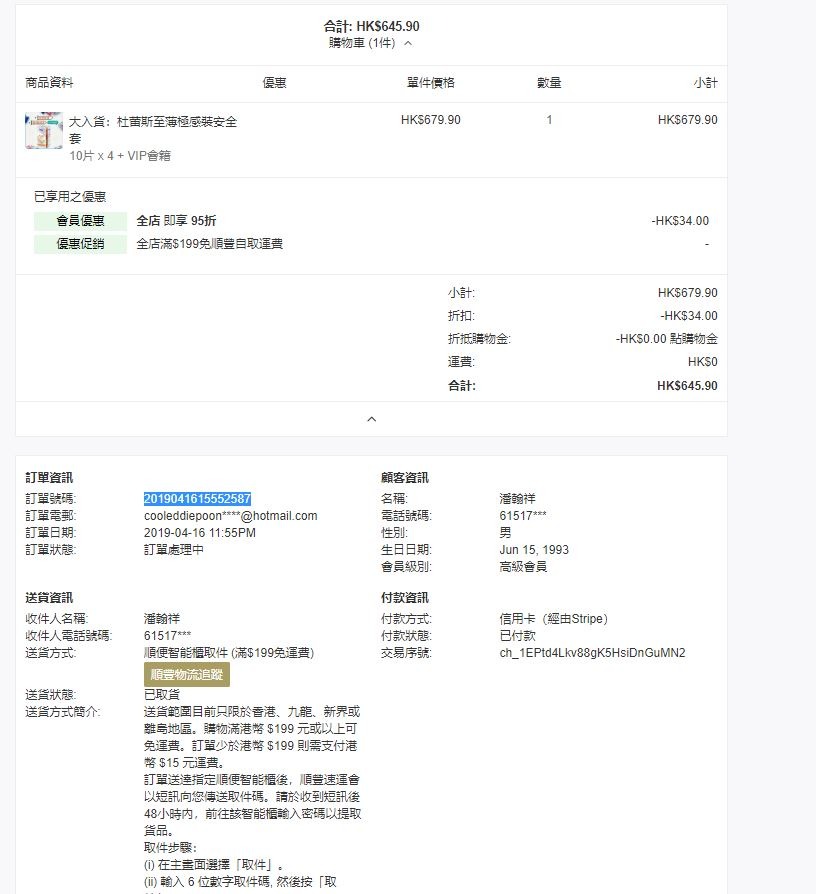 合計: HK$645.90
購物車 (1件)
商品資料 優惠 單件價格 數量 小計
大入貨：杜蕾斯至薄極感裝安全 HK$679.90 1 HK$679.90
套
10片 x 4 + VIP會籍
已享用之優惠
會員優惠 全店 即享 95折 -HK$34.00
優惠促銷 全店滿$199免順豐自取運費 -
小計: HK$679.90
折扣: -HK$34.00
折抵購物金: -HK$0.00 點購物金
運費: HK$0
合計: HK$645.90
訂單資訊 顧客資訊
訂單號碼: 2019041615552587 名稱: 潘翰祥
訂單電郵: cooleddiepoon****@hotmail.com 電話號碼: 61517***
訂單日期: 2019-04-16 11:55PM 性別: 男
訂單狀態: 訂單處理中 生日日期: Jun 15, 1993
會員級別: 高級會員
送貨資訊 付款資訊
收件人名稱: 潘翰祥 付款方式: 信用卡（經由Stripe）
收件人電話號碼: 61517*** 付款狀態: 已付款
送貨方式: 順便智能櫃取件 (滿$199免運費) 交易序號: ch_1EPtd4Lkv88gK5HsiDnGuMN2
順豐物流追蹤
送貨狀態: 已取貨
送貨方式簡介: 送貨範圍目前只限於香港、九龍、新界或
離島地區。購物滿港幣 $199 元或以上可
免運費。訂單少於港幣 $199 則需支付港
幣 $15 元運費。
訂單送達指定順便智能櫃後，順豐速運會
以短訊向您傳送取件碼。請於收到短訊後
48小時內，前往該智能櫃輸入密碼以提取
貨品。
取件步驟：
(i) 在主畫面選擇「取件」。
(ii) 輸入 6 位數字取件碼, 然後按「取